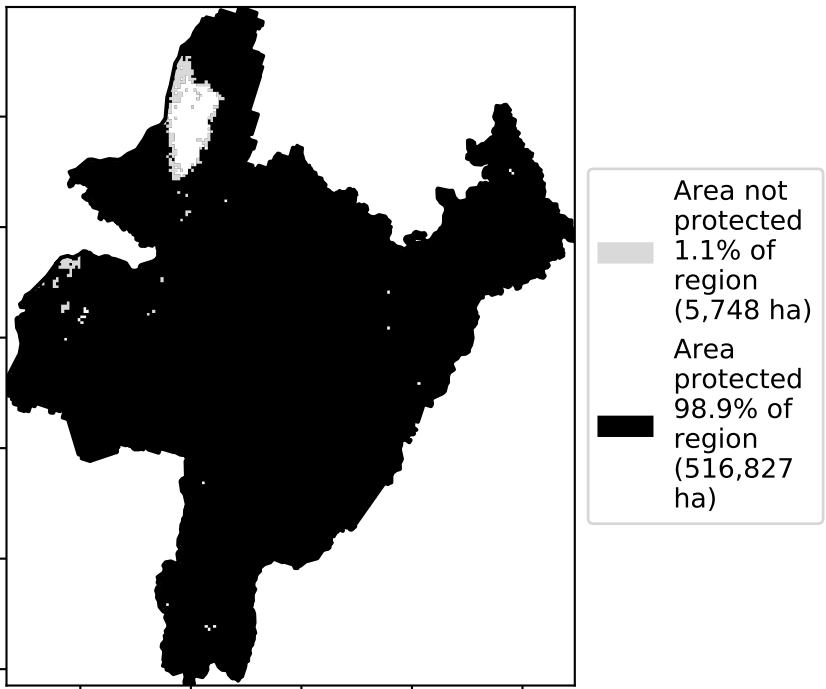 Area not
protected
1.1% of
region
(5,748 ha)
Area
protected
98.9% of
region
(516,827
ha)